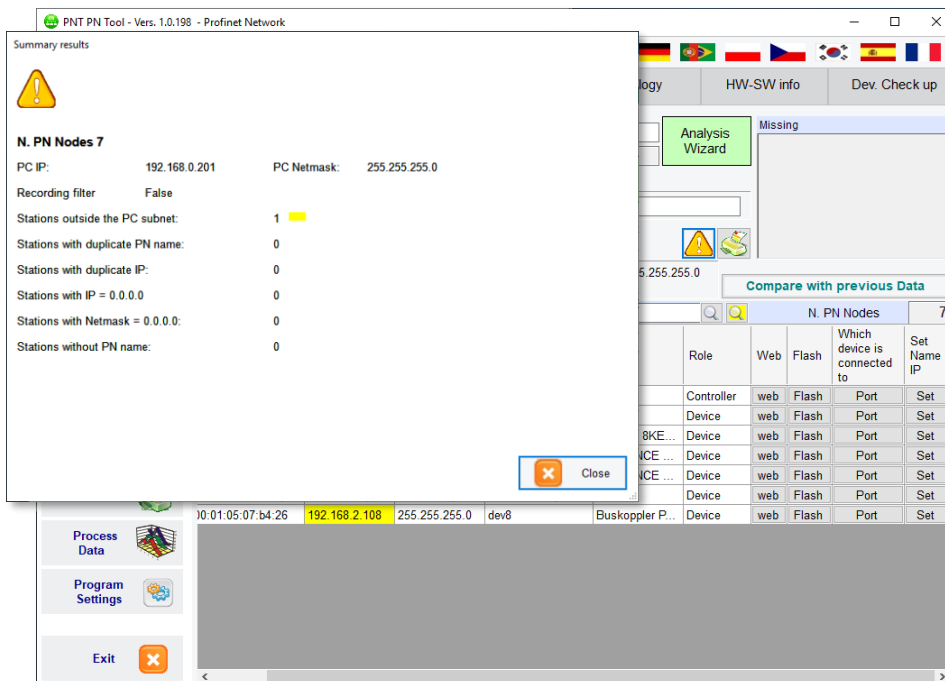 PNT PN Tool - Vers. 1.0.198 - Profinet Network
Summary results
N. PN Nodes 7
PC IP: 192.168.0.201 PC Netmask: 255.255.255.0
Recording filter False
Stations outside the PC subnet: 1
Stations with duplicate PN name: 0
Stations with duplicate IP: 0
Stations with IP = 0.0.0.0 0
Stations with Netmask = 0.0.0.0: 0
Stations without PN name: 0
Close
HW-SW info Dev. Check up
Analysis
Wizard
Missing
Compare with previous Data
N. PN Nodes 7
Role Web Flash Which device is connected to Set Name IP
Controller web Flash Port Set
Device web Flash Port Set
8KE... Device web Flash Port Set
NCE ... Device web Flash Port Set
NCE ... Device web Flash Port Set
Device web Flash Port Set
00:01:05:07:b4:26 192.168.2.108 255.255.255.0 dev8 Buskoppler P... Device web Flash Port Set
Process
Data
Program
Settings
Exit